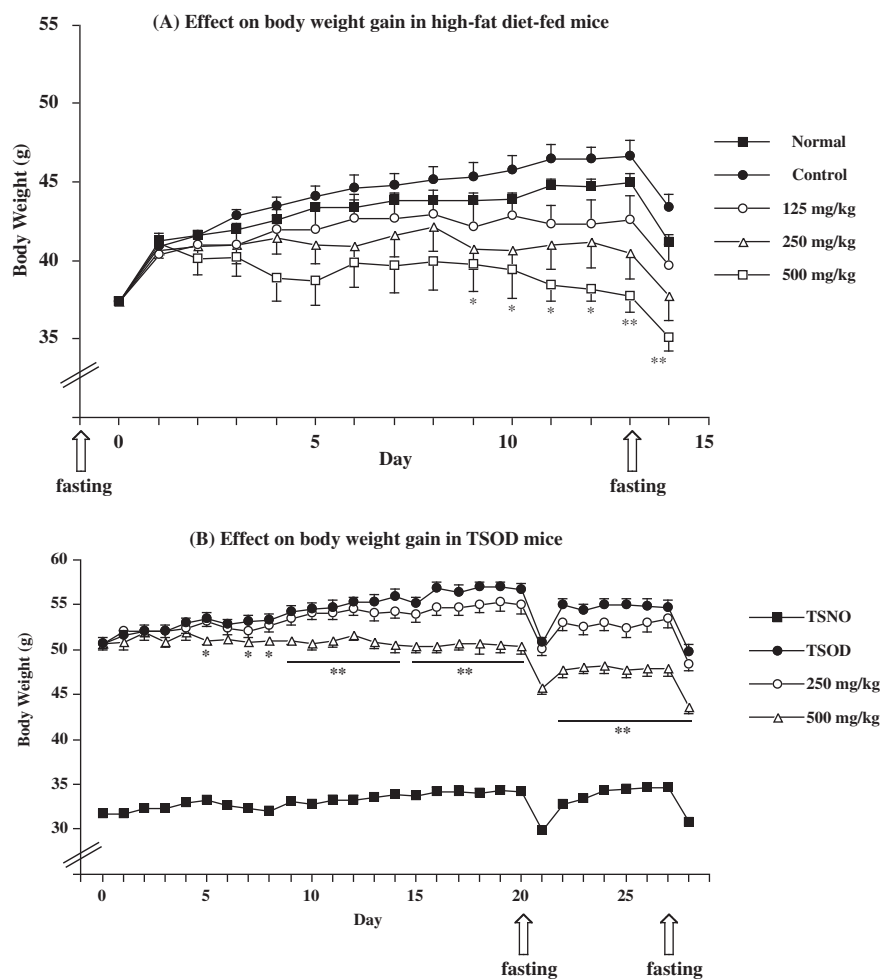 (A) Effect on body weight gain in high-fat diet-fed mice
55
50
45
40
35
Body Weight (g)
Normal
Control
125 mg/kg
250 mg/kg
500 mg/kg
* * * * ** **
0 5 10 15
Day
fasting fasting
(B) Effect on body weight gain in TSOD mice
60
55
50
45
40
35
30
Body Weight (g)
TSNO
TSOD
250 mg/kg
500 mg/kg
* * * ** ** **
0 5 10 15 20 25
Day
fasting fasting